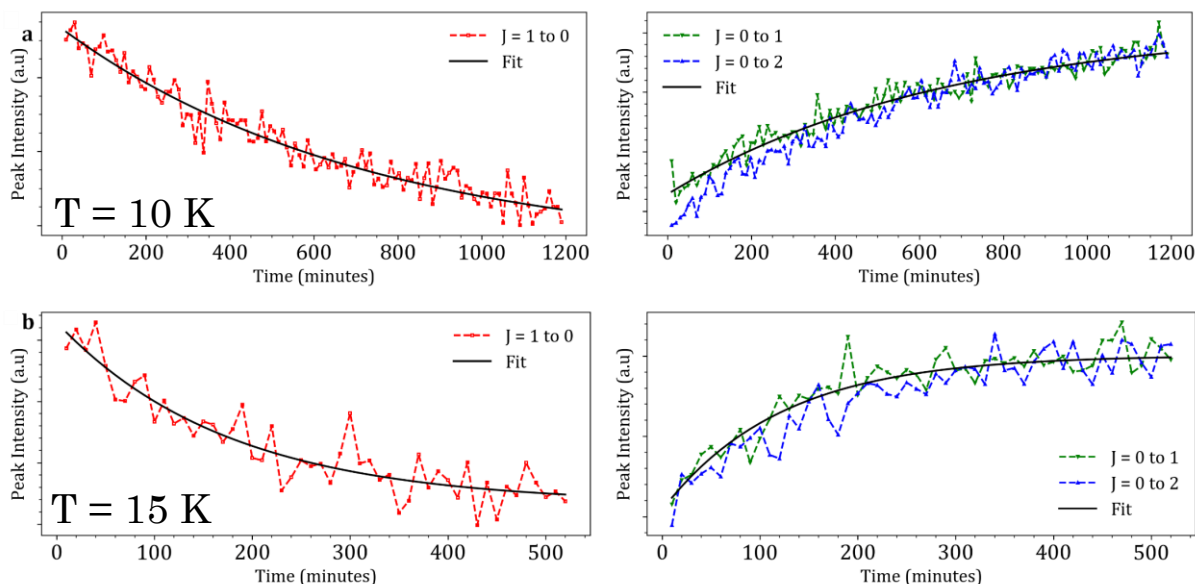 a
J = 1 to 0
Fit
Peak Intensity (a.u)
T = 10 K
0 200 400 600 800 1000 1200
Time (minutes)
J = 0 to 1
J = 0 to 2
Fit
Peak Intensity (a.u)
0 200 400 600 800 1000 1200
Time (minutes)
b
J = 1 to 0
Fit
Peak Intensity (a.u)
T = 15 K
0 100 200 300 400 500
Time (minutes)
Peak Intensity (a.u)
J = 0 to 1
J = 0 to 2
Fit
0 100 200 300 400 500
Time (minutes)